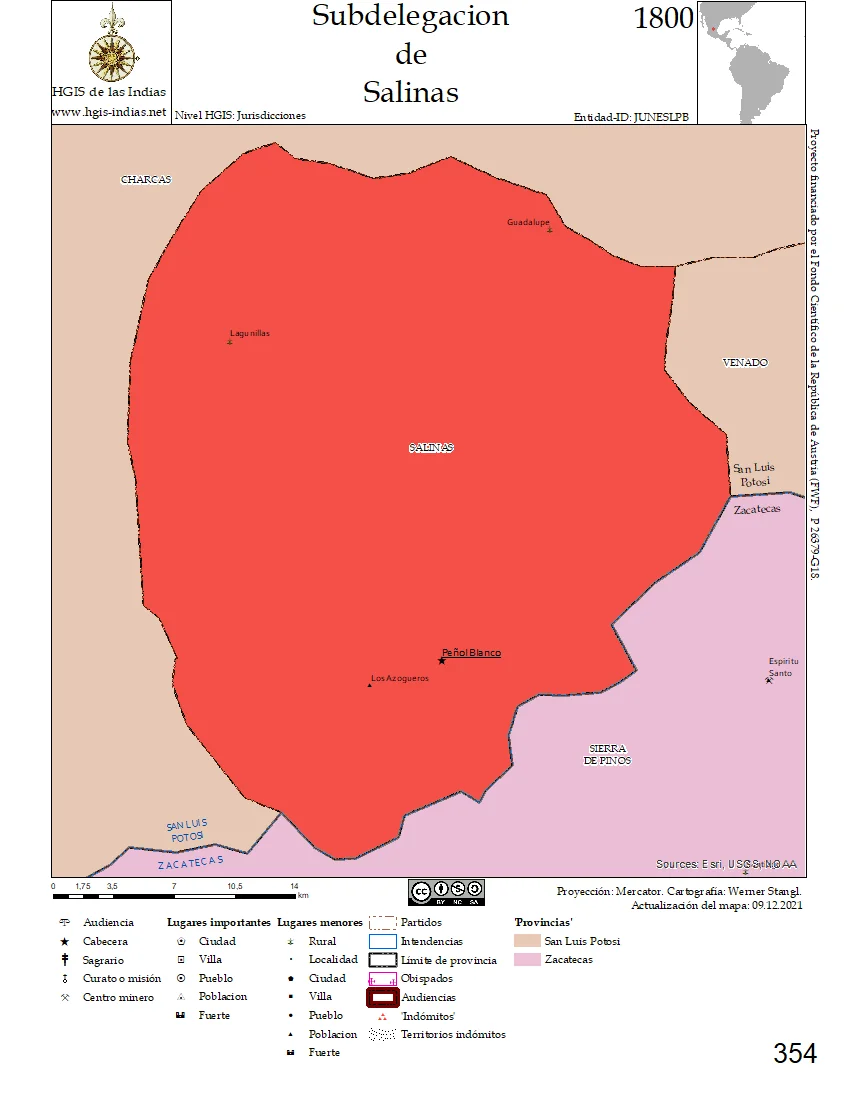 Subdelegacion
de
Salinas
1800
HGIS de las Indias
www.hgis-indias.net
Nivel HGIS: Jurisdicciones
Entidad-ID: JUNESLPB
Proyecto financiado por el Fondo Científico de la República de Austria (FWF), P 26379-G18.
CHARCAS
Guadalupe
Lagunillas
VENADO
SALINAS
San Luis
Potosi
Zacatecas
Peñol Blanco
Los Azogueros
Espiritu
Santo
SIERRA
DE PINOS
SAN LUIS
POTOSI
ZACATECAS
Sources: Esri, USGS, NOAA
0 1,75 3,5 7 10,5 14
km
CC BY NC SA
Proyección: Mercator. Cartografía: Werner Stangl.
Actualización del mapa: 09.12.2021
Audiencia
Cabecera
Sagrario
Curato o misión
Centro minero
Lugares importantes
Ciudad
Villa
Pueblo
Poblacion
Fuerte
Lugares menores
Rural
Localidad
Ciudad
Villa
Pueblo
Poblacion
Fuerte
Partidos
Intendencias
Límite de provincia
Obispados
Audiencias
'Indómitos'
Territorios indómitos
'Provincias'
San Luis Potosi
Zacatecas
354